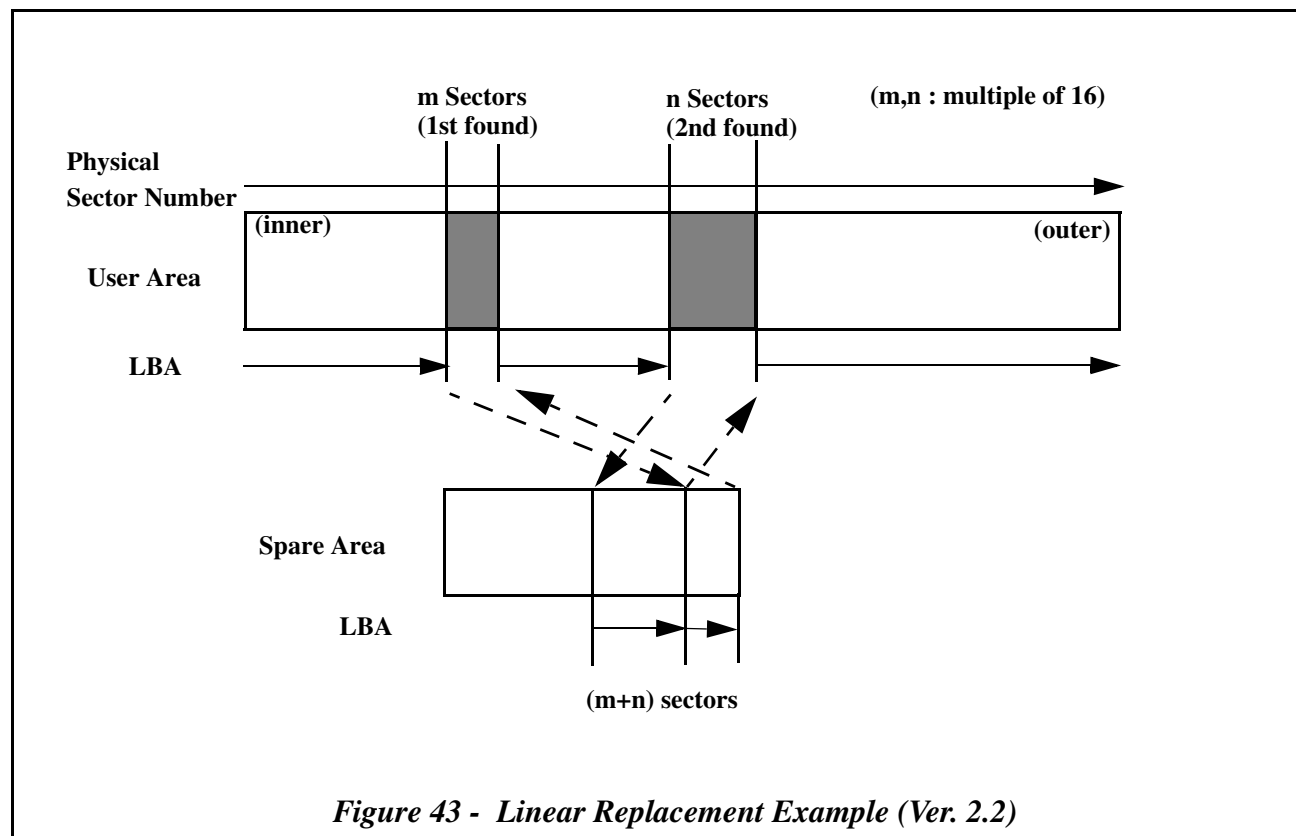 m Sectors
(1st found)
n Sectors
(2nd found)
(m,n : multiple of 16)
Physical
Sector Number
(inner)
(outer)
User Area
LBA
Spare Area
LBA
(m+n) sectors
Figure 43 - Linear Replacement Example (Ver. 2.2)